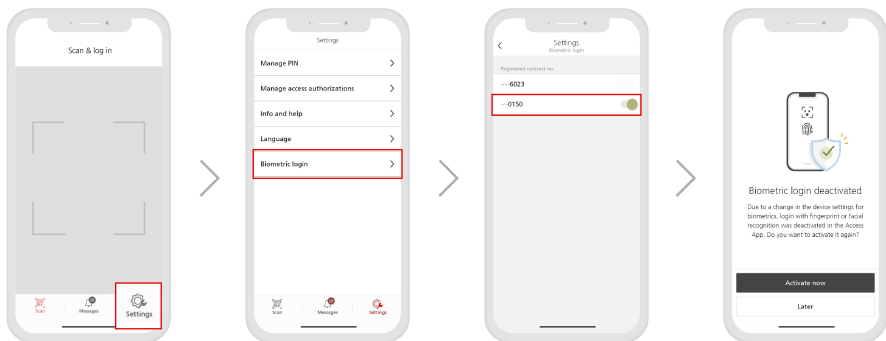 Scan & log in
Scan
Messages
Settings
Settings
Manage PIN
Manage access authorizations
Info and help
Language
Biometric login
Scan
Messages
Settings
Settings
Biometric login
Registered contract no.
····6023
····0150
Biometric login deactivated
Due to a change in the device settings for
biometrics, login with fingerprint or facial
recognition was deactivated in the Access
App. Do you want to activate it again?
Activate now
Later